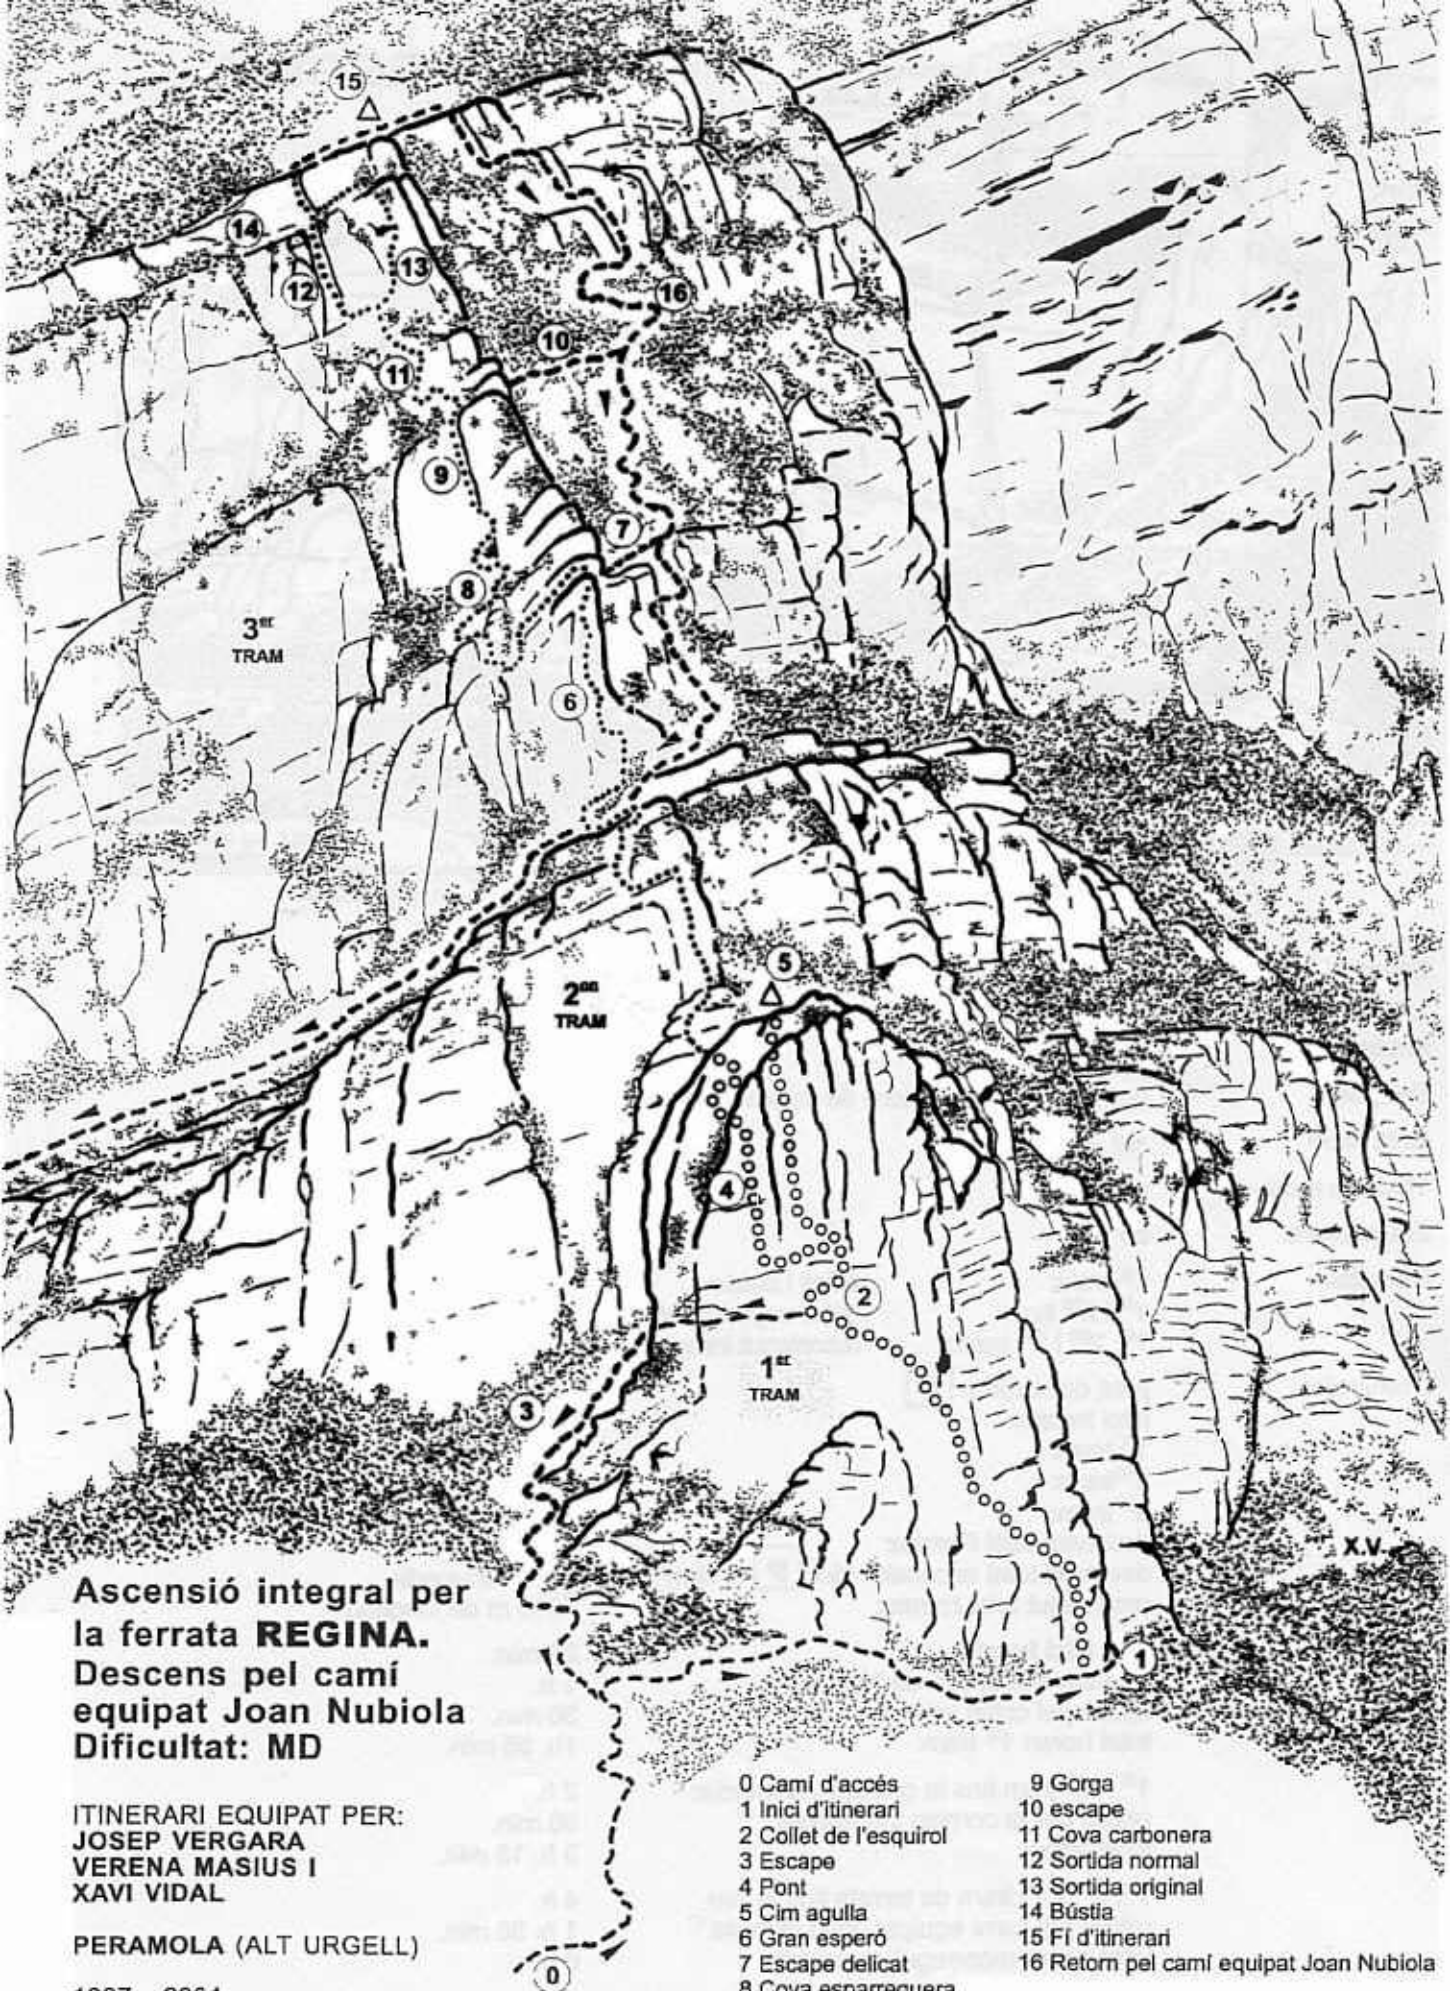 15
14
13
12
16
10
11
9
7
8
3er
TRAM
6
5
2on
TRAM
4
2
1er
TRAM
3
X.V.
1
0
Ascensió integral per
la ferrata REGINA.
Descens pel camí
equipat Joan Nubiola
Dificultat: MD
ITINERARI EQUIPAT PER:
JOSEP VERGARA
VERENA MASIUS I
XAVI VIDAL
PERAMOLA (ALT URGELL)
0 Camí d'accés
1 Inici d'itinerari
2 Collet de l'esquirol
3 Escape
4 Pont
5 Cim agulla
6 Gran esperó
7 Escape delicat
8 Cova esparreguera
9 Gorga
10 escape
11 Cova carbonera
12 Sortida normal
13 Sortida original
14 Bústia
15 Fí d'itinerari
16 Retorn pel camí equipat Joan Nubiola